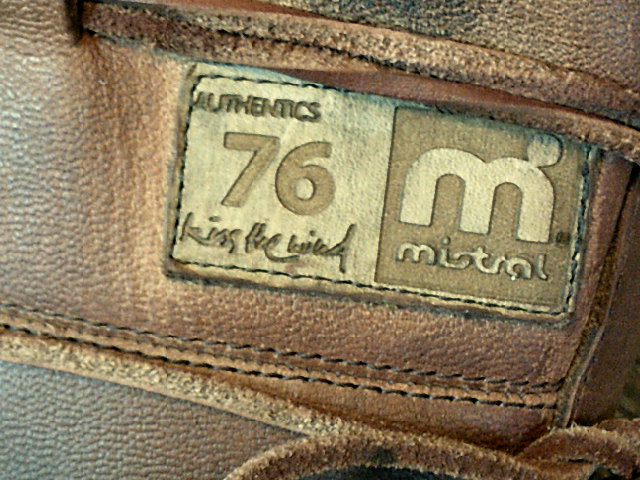 AUTHENTICS
76
kiss the wind
m
mistral